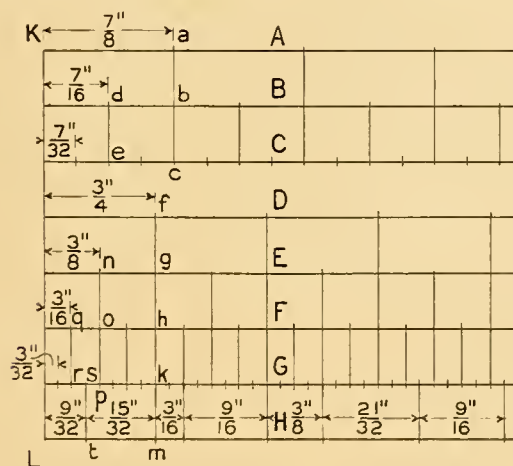 K 7" a A
8
7" d b B
16
7" e C
32
c
3" f D
4
3" n g E
8
3" q o h F
16
3" r s k G
32
p
9" 15" 3" 9" 3" 21" 9" H
32 32 16 16 8 32 16
t m
L